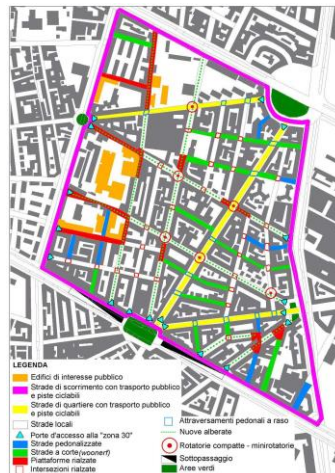 LEGENDA
Edifici di interesse pubblico
Strade di scorrimento con trasporto pubblico
e piste ciclabili
Strade di quartiere con trasporto pubblico
e piste ciclabili
Strade locali
Porte d'accesso alla "zona 30"
Strade pedonalizzate
Strade a corte (woonerf)
Piattaforme rialzate
Intersezioni rialzate
Attraversamenti pedonali a raso
Nuove alberate
Rotatorie compatte - minirotatorie
Sottopassaggio
Aree verdi